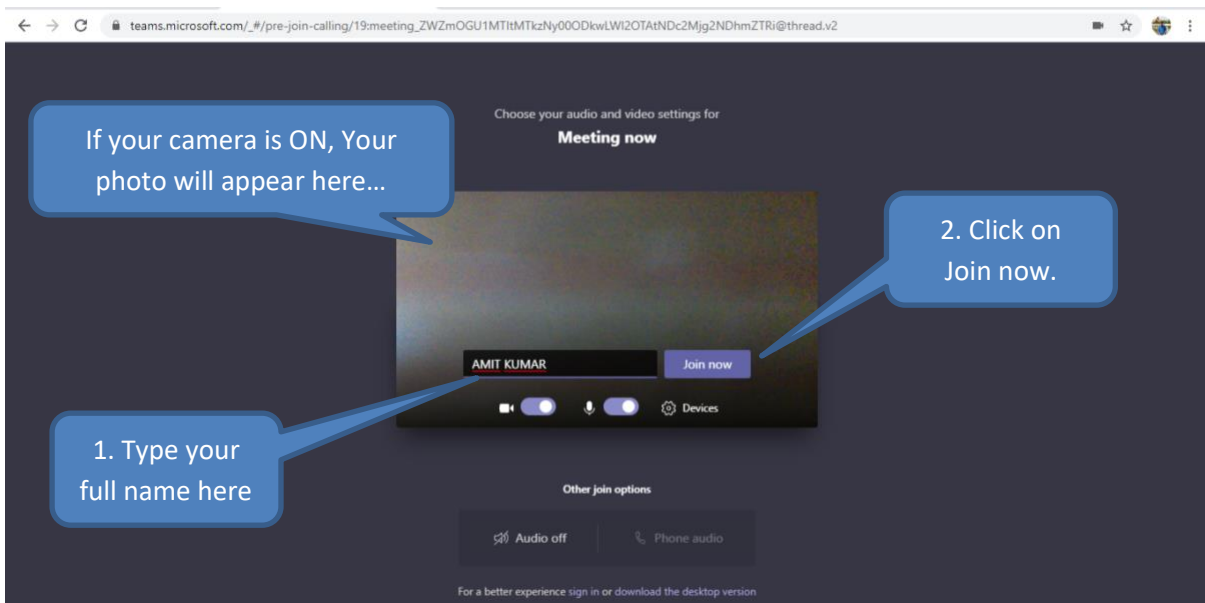 teams.microsoft.com/_#/pre-join-calling/19:meeting_ZWZmOGU1MTItMTkzNy00ODkwLWI2OTAtNDc2Mjg2NDhmZTRi@thread.v2
Choose your audio and video settings for
Meeting now
If your camera is ON, Your
photo will appear here…
2. Click on
Join now.
AMIT KUMAR
Join now
Devices
1. Type your
full name here
Other join options
Audio off
Phone audio
For a better experience sign in or download the desktop version